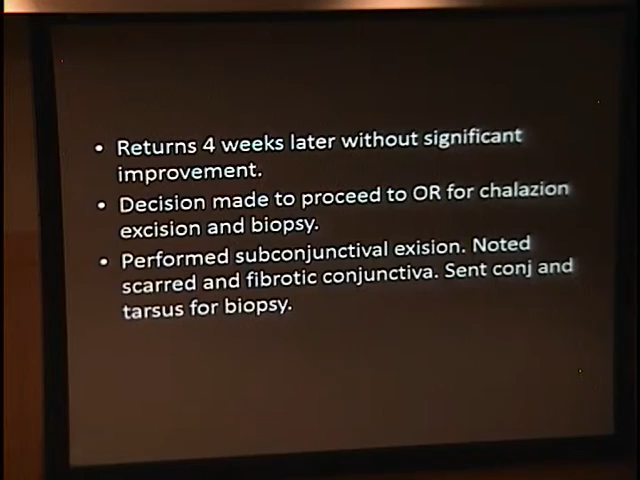 • Returns 4 weeks later without significant
improvement.
• Decision made to proceed to OR for chalazion
excision and biopsy.
• Performed subconjunctival exision. Noted
scarred and fibrotic conjunctiva. Sent conj and
tarsus for biopsy.